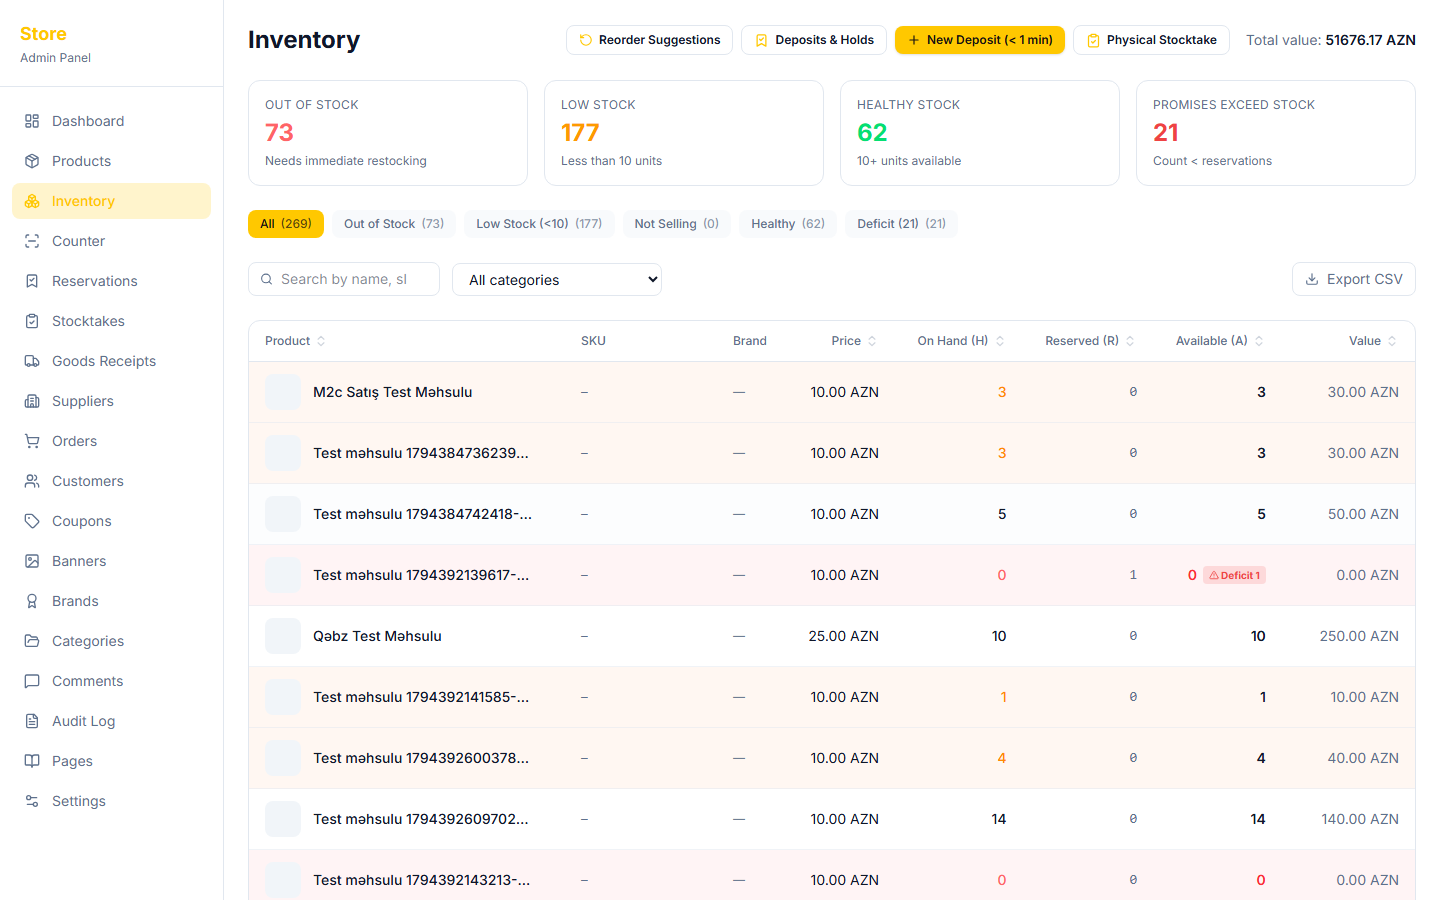 Store
Admin Panel
Dashboard
Products
Inventory
Counter
Reservations
Stocktakes
Goods Receipts
Suppliers
Orders
Customers
Coupons
Banners
Brands
Categories
Comments
Audit Log
Pages
Settings
Inventory
Reorder Suggestions
Deposits & Holds
New Deposit (< 1 min)
Physical Stocktake
Total value: 51676.17 AZN
OUT OF STOCK
73
Needs immediate restocking
LOW STOCK
177
Less than 10 units
HEALTHY STOCK
62
10+ units available
PROMISES EXCEED STOCK
21
Count < reservations
All (269)
Out of Stock (73)
Low Stock (<10) (177)
Not Selling (0)
Healthy (62)
Deficit (21) (21)
Search by name, sl
All categories
Export CSV
Product SKU Brand Price On Hand (H) Reserved (R) Available (A) Value
M2c Satış Test Məhsulu – — 10.00 AZN 3 0 3 30.00 AZN
Test məhsulu 1794384736239... – — 10.00 AZN 3 0 3 30.00 AZN
Test məhsulu 1794384742418-... – — 10.00 AZN 5 0 5 50.00 AZN
Test məhsulu 1794392139617-... – — 10.00 AZN 0 1 0 Deficit 1 0.00 AZN
Qəbz Test Məhsulu – — 25.00 AZN 10 0 10 250.00 AZN
Test məhsulu 1794392141585-... – — 10.00 AZN 1 0 1 10.00 AZN
Test məhsulu 1794392600378... – — 10.00 AZN 4 0 4 40.00 AZN
Test məhsulu 1794392609702... – — 10.00 AZN 14 0 14 140.00 AZN
Test məhsulu 1794392143213-... – — 10.00 AZN 0 0 0 0.00 AZN